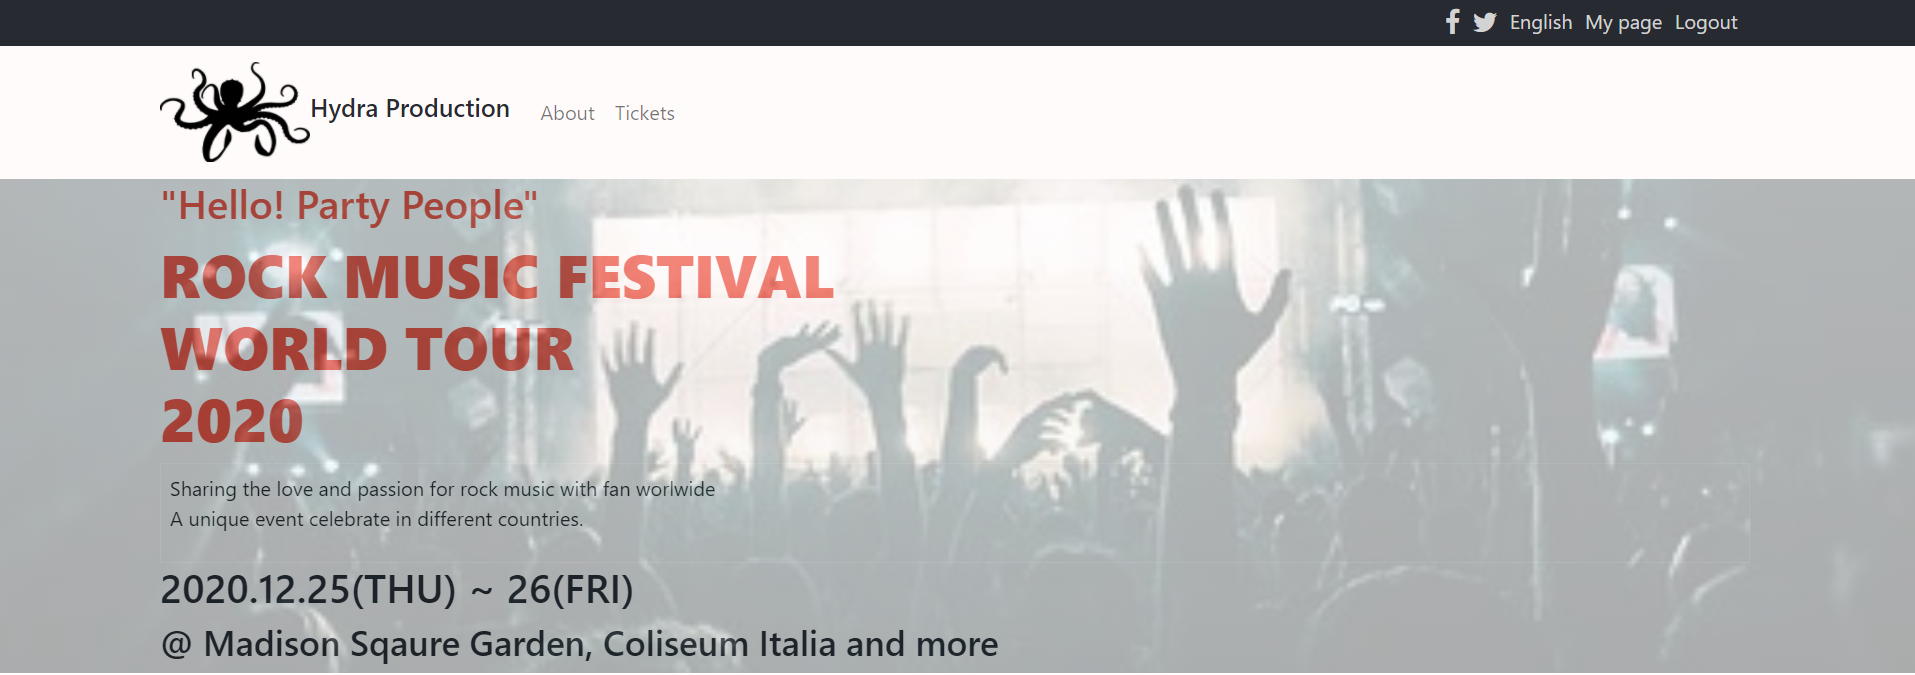 English My page Logout
Hydra Production About Tickets
"Hello! Party People"
ROCK MUSIC FESTIVAL
WORLD TOUR
2020
Sharing the love and passion for rock music with fan worlwide
A unique event celebrate in different countries.
2020.12.25(THU) ~ 26(FRI)
@ Madison Sqaure Garden, Coliseum Italia and more